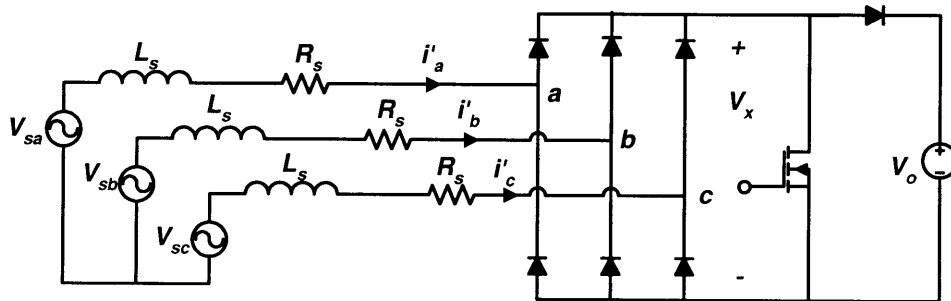 L_s R_s i'_a
+
a
V_sa
L_s R_s i'_b
V_x
b
V_sb
L_s R_s i'_c
V_o
c
V_sc
-